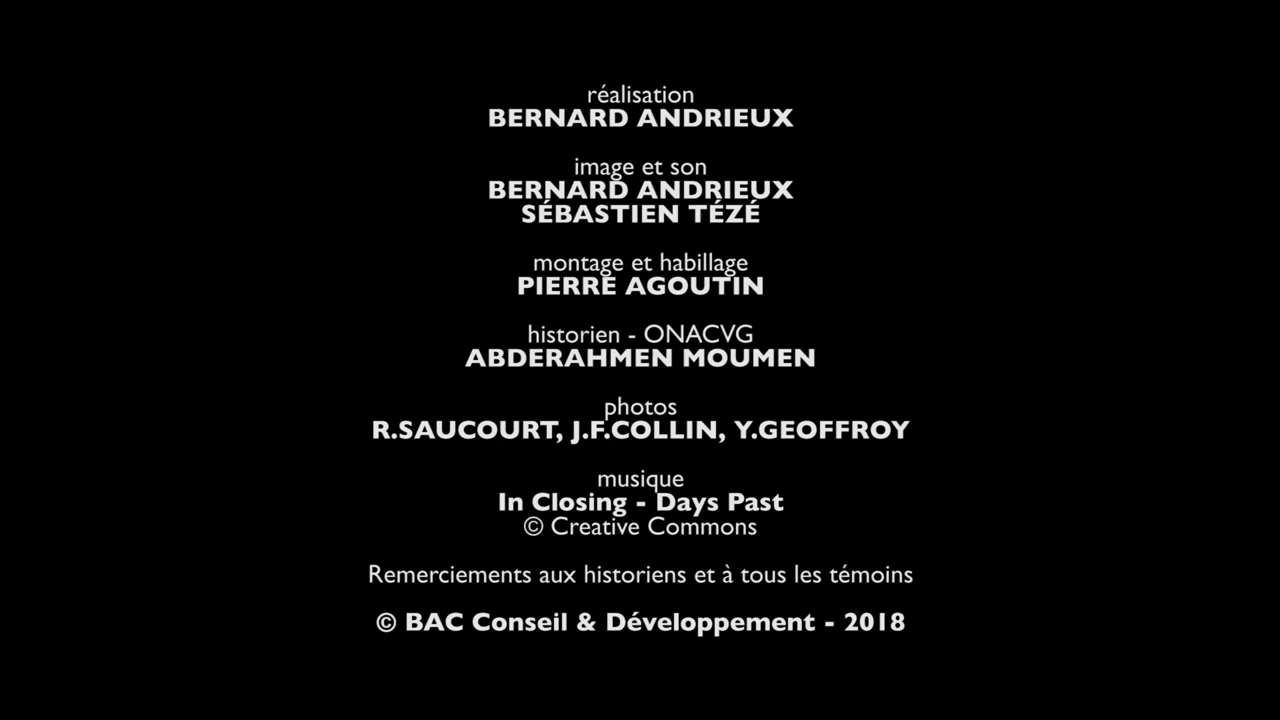 réalisation
BERNARD ANDRIEUX
image et son
BERNARD ANDRIEUX
SÉBASTIEN TÉZÉ
montage et habillage
PIERRE AGOUTIN
historien - ONACVG
ABDERAHMEN MOUMEN
photos
R.SAUCOURT, J.F.COLLIN, Y.GEOFFROY
musique
In Closing - Days Past
© Creative Commons
Remerciements aux historiens et à tous les témoins
© BAC Conseil & Développement - 2018